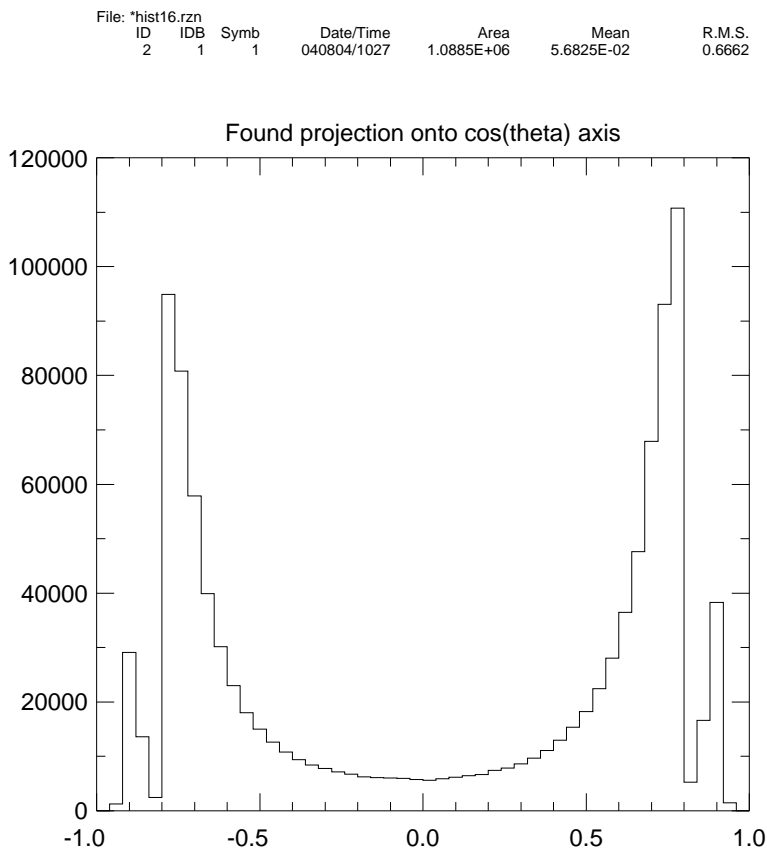 File: *hist16.rzn
ID IDB Symb Date/Time Area Mean R.M.S.
2 1 1 040804/1027 1.0885E+06 5.6825E-02 0.6662
Found projection onto cos(theta) axis
120000
100000
80000
60000
40000
20000
0
-1.0 -0.5 0.0 0.5 1.0